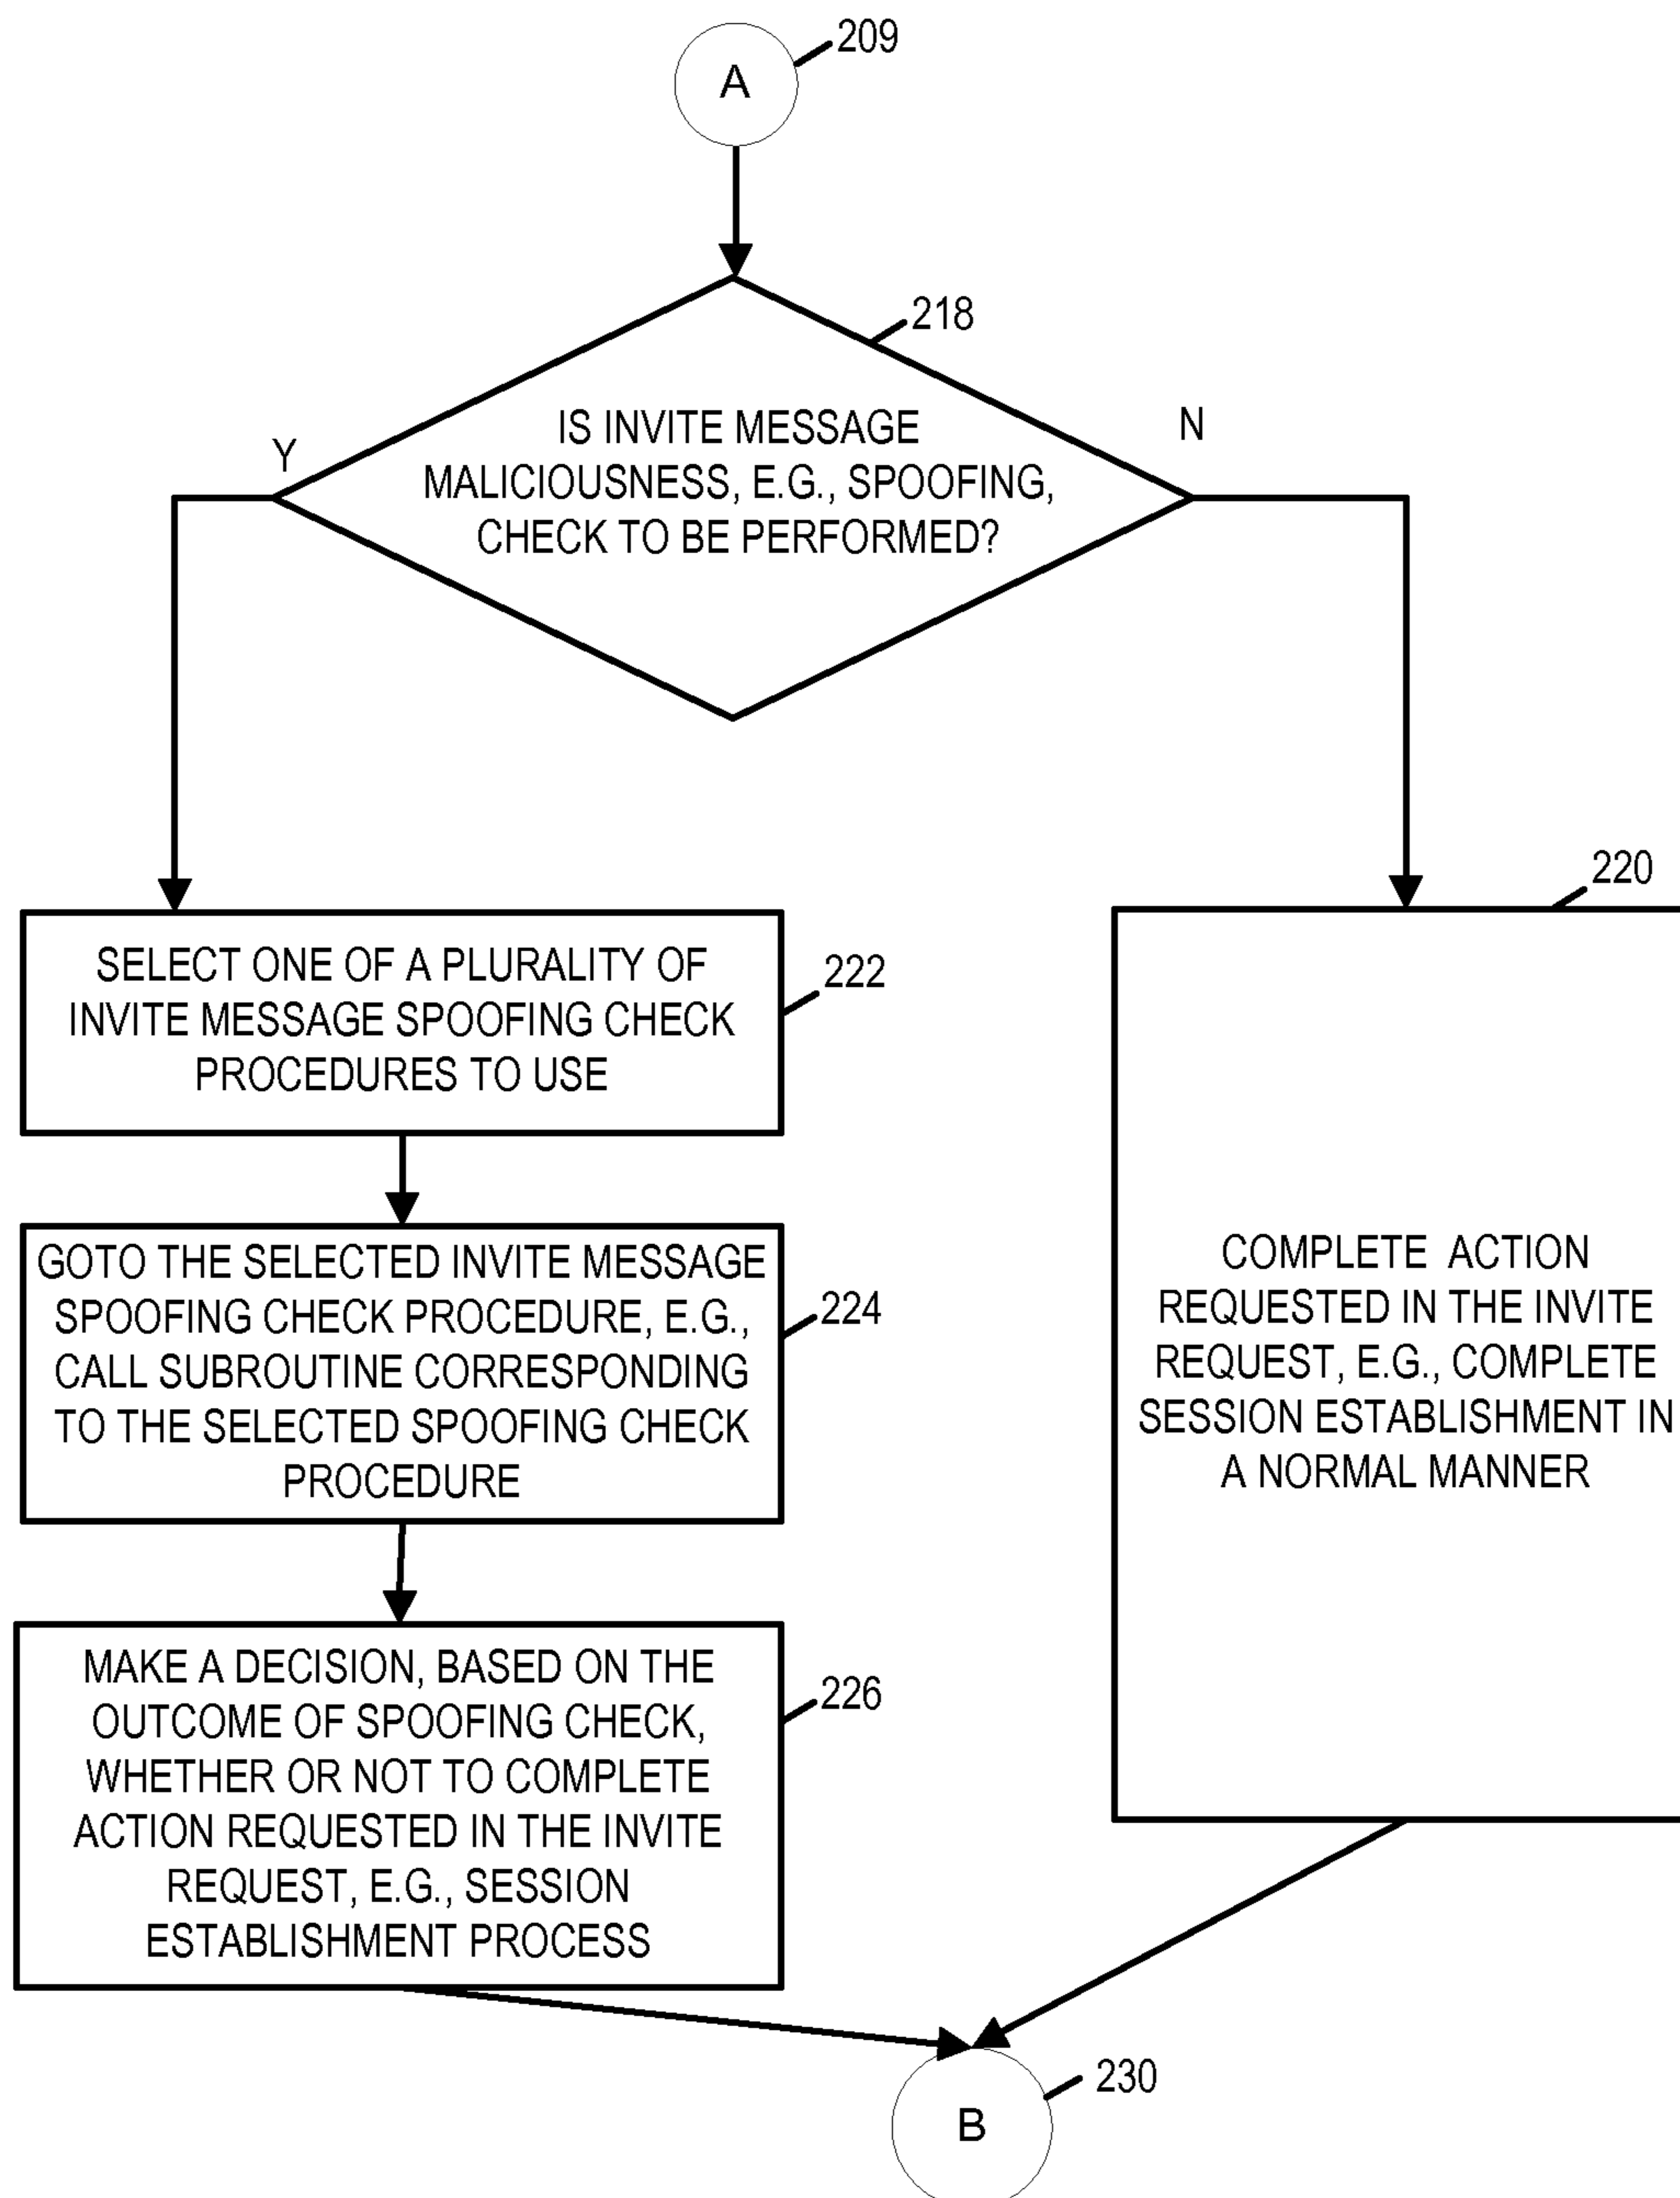 209
A
218
IS INVITE MESSAGE
MALICIOUSNESS, E.G., SPOOFING,
CHECK TO BE PERFORMED?
Y
N
220
SELECT ONE OF A PLURALITY OF
INVITE MESSAGE SPOOFING CHECK
PROCEDURES TO USE
222
GOTO THE SELECTED INVITE MESSAGE
SPOOFING CHECK PROCEDURE, E.G.,
CALL SUBROUTINE CORRESPONDING
TO THE SELECTED SPOOFING CHECK
PROCEDURE
224
COMPLETE ACTION
REQUESTED IN THE INVITE
REQUEST, E.G., COMPLETE
SESSION ESTABLISHMENT IN
A NORMAL MANNER
MAKE A DECISION, BASED ON THE
OUTCOME OF SPOOFING CHECK,
WHETHER OR NOT TO COMPLETE
ACTION REQUESTED IN THE INVITE
REQUEST, E.G., SESSION
ESTABLISHMENT PROCESS
226
230
B